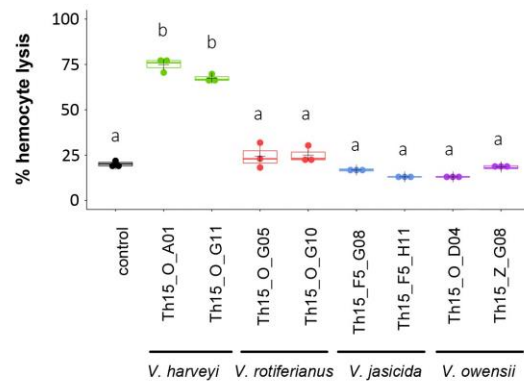 % hemocyte lysis
100
75
50
25
0
a
b
b
a
a
a
a
a
a
control
Th15_O_A01
Th15_O_G11
Th15_O_G05
Th15_O_G10
Th15_F5_G08
Th15_F5_H11
Th15_O_D04
Th15_Z_G08
V. harveyi
V. rotiferianus
V. jasicida
V. owensii